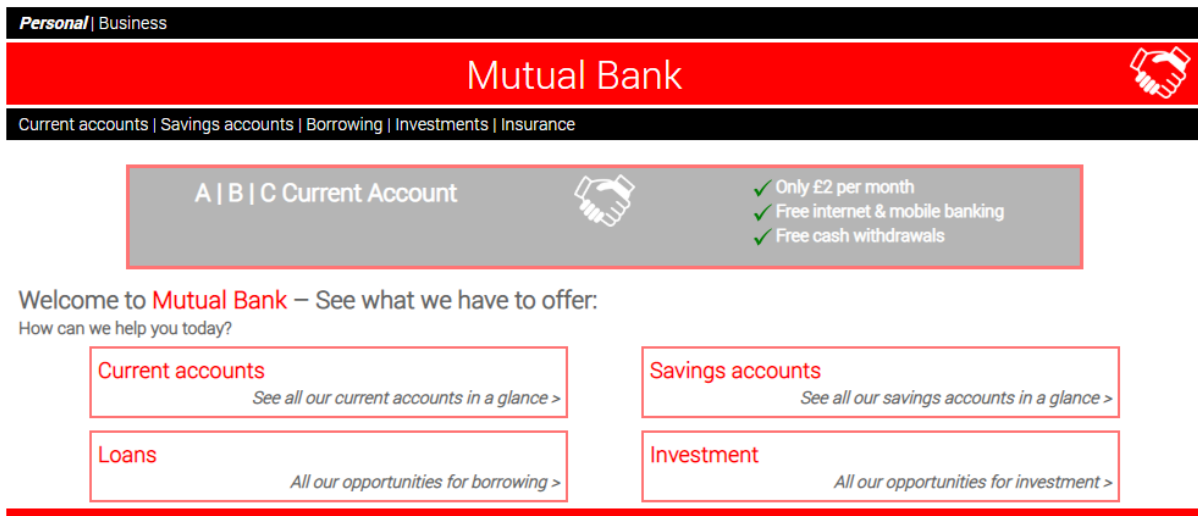 Personal | Business
Mutual Bank
Current accounts | Savings accounts | Borrowing | Investments | Insurance
A | B | C Current Account
Only £2 per month
Free internet & mobile banking
Free cash withdrawals
Welcome to Mutual Bank – See what we have to offer:
How can we help you today?
Current accounts
See all our current accounts in a glance >
Savings accounts
See all our savings accounts in a glance >
Loans
All our opportunities for borrowing >
Investment
All our opportunities for investment >